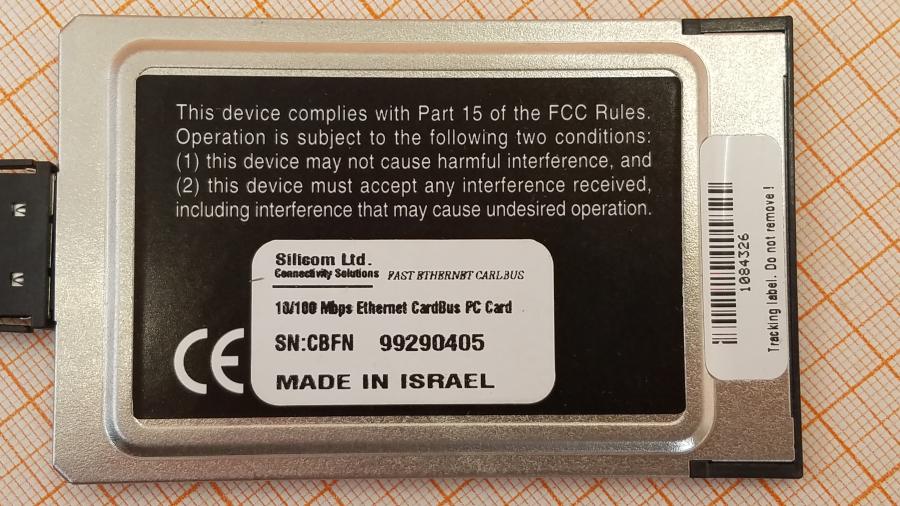 This device complies with Part 15 of the FCC Rules.
Operation is subject to the following two conditions:
(1) this device may not cause harmful interference, and
(2) this device must accept any interference received,
including interference that may cause undesired operation.
Silicom Ltd.
Connectivity Solutions FAST ETHERNET CARDBUS
10/100 Mbps Ethernet CardBus PC Card
SN:CBFN 99290405
MADE IN ISRAEL
CE
1084326
Tracking label. Do not remove!